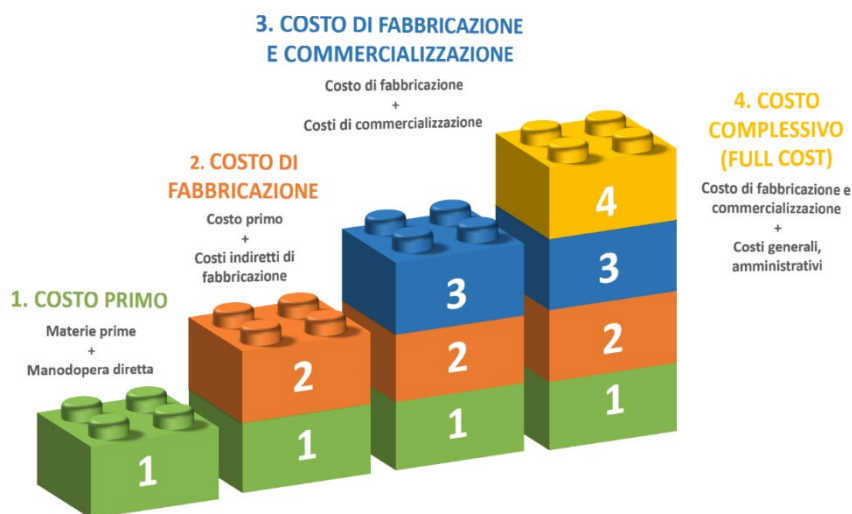 1. COSTO PRIMO
Materie prime
+
Manodopera diretta
1
2. COSTO DI
FABBRICAZIONE
Costo primo
+
Costi indiretti di
fabbricazione
2
1
3. COSTO DI FABBRICAZIONE
E COMMERCIALIZZAZIONE
Costo di fabbricazione
+
Costi di commercializzazione
3
2
1
4. COSTO
COMPLESSIVO
(FULL COST)
Costo di fabbricazione e
commercializzazione
+
Costi generali,
amministrativi
4
3
2
1